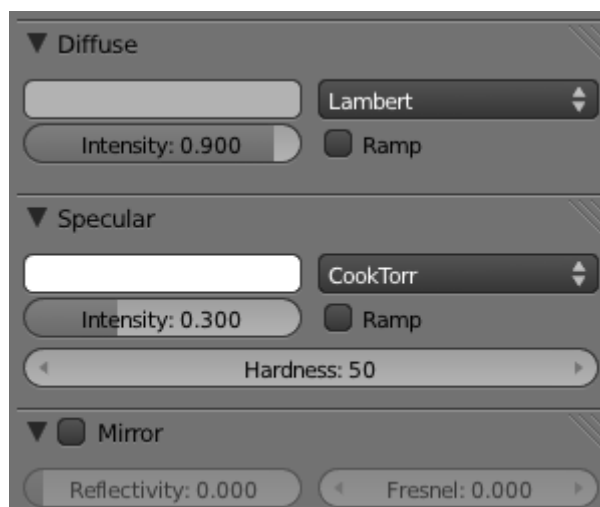 Diffuse
Lambert
Intensity: 0.900 Ramp
Specular
CookTorr
Intensity: 0.300 Ramp
Hardness: 50
Mirror
Reflectivity: 0.000 Fresnel: 0.000